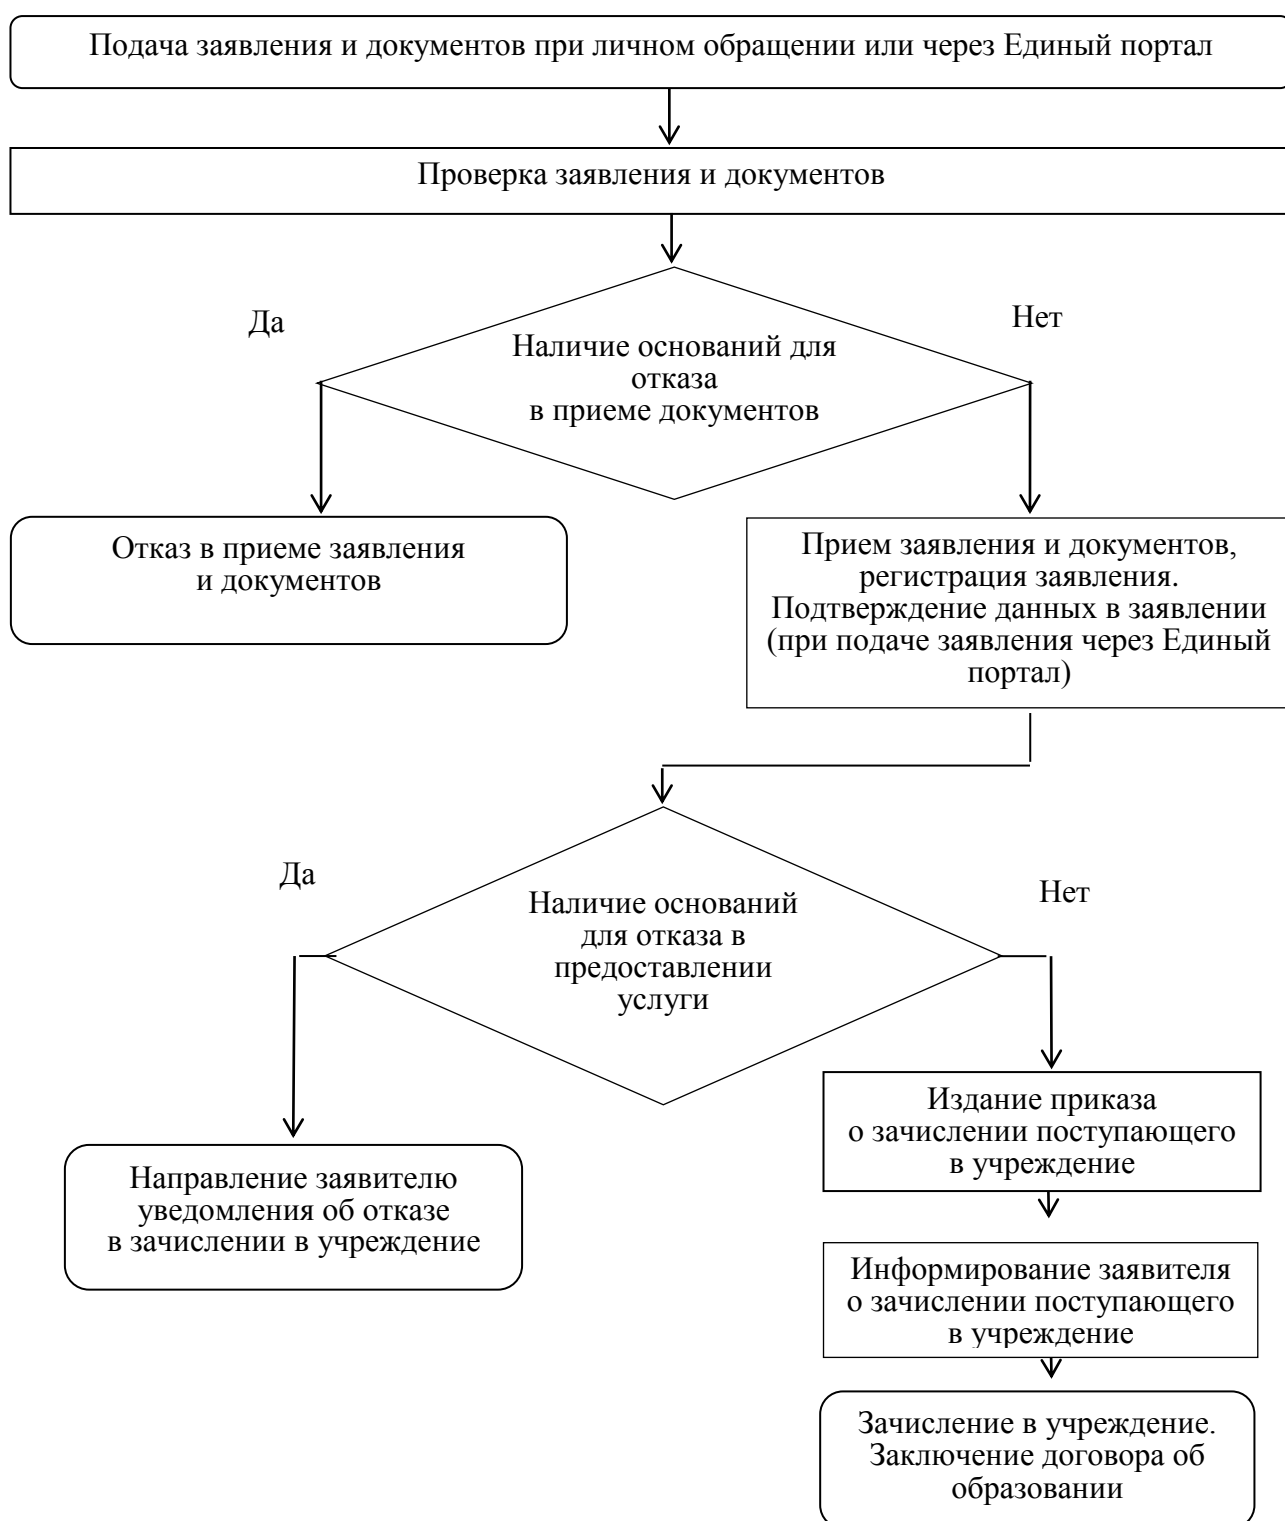 Подача заявления и документов при личном обращении или через Единый портал
Проверка заявления и документов
Да
Нет
Наличие оснований для
отказа
в приеме документов
Отказ в приеме заявления
и документов
Прием заявления и документов,
регистрация заявления.
Подтверждение данных в заявлении
(при подаче заявления через Единый
портал)
Да
Нет
Наличие оснований
для отказа в
предоставлении
услуги
Издание приказа
о зачислении поступающего
в учреждение
Направление заявителю
уведомления об отказе
в зачислении в учреждение
Информирование заявителя
о зачислении поступающего
в учреждение
Зачисление в учреждение.
Заключение договора об
образовании